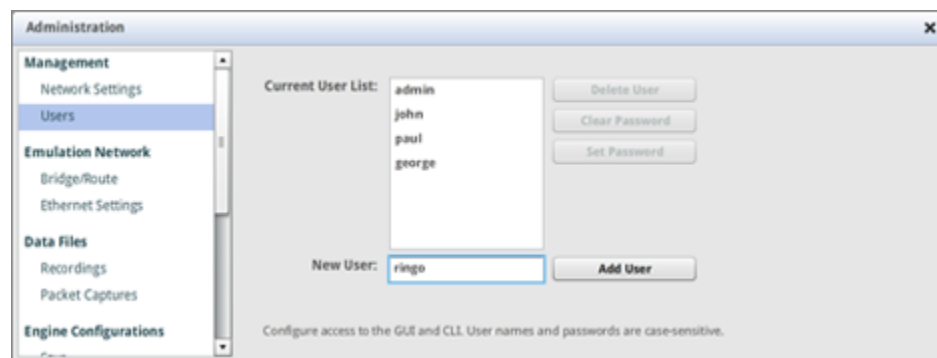 Administration
Management
Network Settings
Users
Emulation Network
Bridge/Route
Ethernet Settings
Data Files
Recordings
Packet Captures
Engine Configurations
Current User List:
admin
john
paul
george
Delete User
Clear Password
Set Password
New User:
ringo
Add User
Configure access to the GUI and CLI. User names and passwords are case-sensitive.